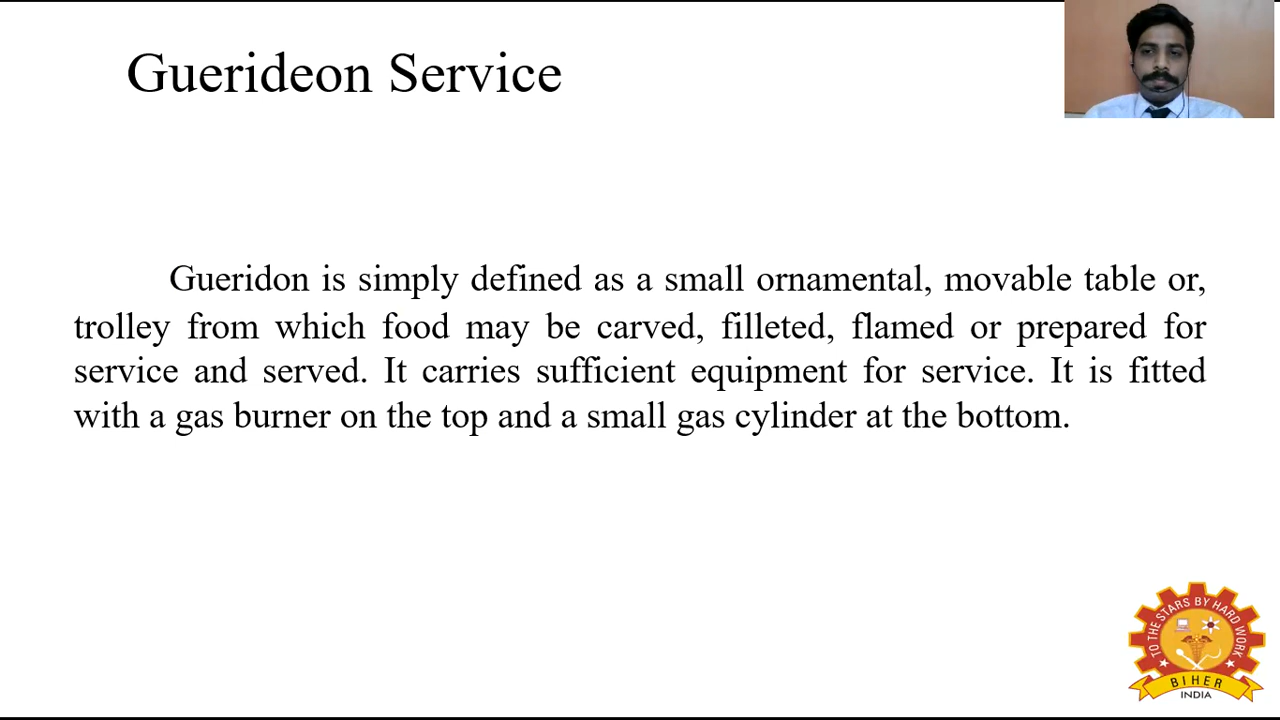 Guerideon Service
Gueridon is simply defined as a small ornamental, movable table or,
trolley from which food may be carved, filleted, flamed or prepared for
service and served. It carries sufficient equipment for service. It is fitted
with a gas burner on the top and a small gas cylinder at the bottom.
TO THE STARS BY HARD WORK
BIHER
INDIA